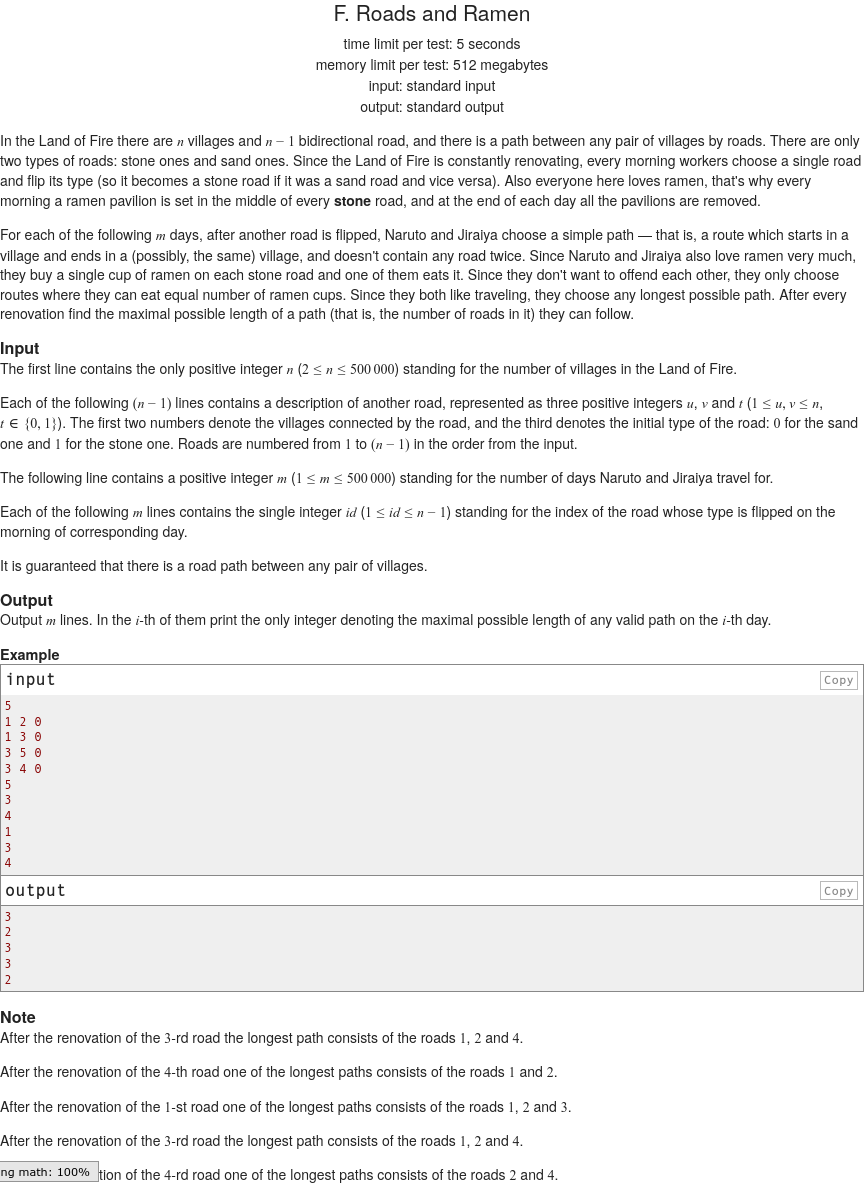 F. Roads and Ramen
time limit per test: 5 seconds
memory limit per test: 512 megabytes
input: standard input
output: standard output
In the Land of Fire there are n villages and n − 1 bidirectional road, and there is a path between any pair of villages by roads. There are only
two types of roads: stone ones and sand ones. Since the Land of Fire is constantly renovating, every morning workers choose a single road
and flip its type (so it becomes a stone road if it was a sand road and vice versa). Also everyone here loves ramen, that's why every
morning a ramen pavilion is set in the middle of every stone road, and at the end of each day all the pavilions are removed.
For each of the following m days, after another road is flipped, Naruto and Jiraiya choose a simple path — that is, a route which starts in a
village and ends in a (possibly, the same) village, and doesn't contain any road twice. Since Naruto and Jiraiya also love ramen very much,
they buy a single cup of ramen on each stone road and one of them eats it. Since they don't want to offend each other, they only choose
routes where they can eat equal number of ramen cups. Since they both like traveling, they choose any longest possible path. After every
renovation find the maximal possible length of a path (that is, the number of roads in it) they can follow.
Input
The first line contains the only positive integer n (2 ≤ n ≤ 500 000) standing for the number of villages in the Land of Fire.
Each of the following (n − 1) lines contains a description of another road, represented as three positive integers u, v and t (1 ≤ u, v ≤ n,
t ∈ {0, 1}). The first two numbers denote the villages connected by the road, and the third denotes the initial type of the road: 0 for the sand
one and 1 for the stone one. Roads are numbered from 1 to (n − 1) in the order from the input.
The following line contains a positive integer m (1 ≤ m ≤ 500 000) standing for the number of days Naruto and Jiraiya travel for.
Each of the following m lines contains the single integer id (1 ≤ id ≤ n − 1) standing for the index of the road whose type is flipped on the
morning of corresponding day.
It is guaranteed that there is a road path between any pair of villages.
Output
Output m lines. In the i-th of them print the only integer denoting the maximal possible length of any valid path on the i-th day.
Example
input
Copy
5
1 2 0
1 3 0
3 5 0
3 4 0
5
3
4
1
3
4
output
Copy
3
2
3
3
2
Note
After the renovation of the 3-rd road the longest path consists of the roads 1, 2 and 4.
After the renovation of the 4-th road one of the longest paths consists of the roads 1 and 2.
After the renovation of the 1-st road one of the longest paths consists of the roads 1, 2 and 3.
After the renovation of the 3-rd road the longest path consists of the roads 1, 2 and 4.
ng math: 100% tion of the 4-rd road one of the longest paths consists of the roads 2 and 4.